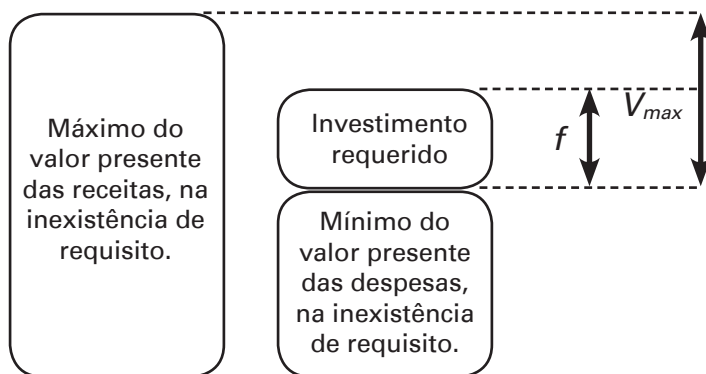 Máximo do
valor presente
das receitas, na
inexistência de
requisito.
Investimento
requerido
f
Vmax
Mínimo do
valor presente
das despesas,
na inexistência
de requisito.